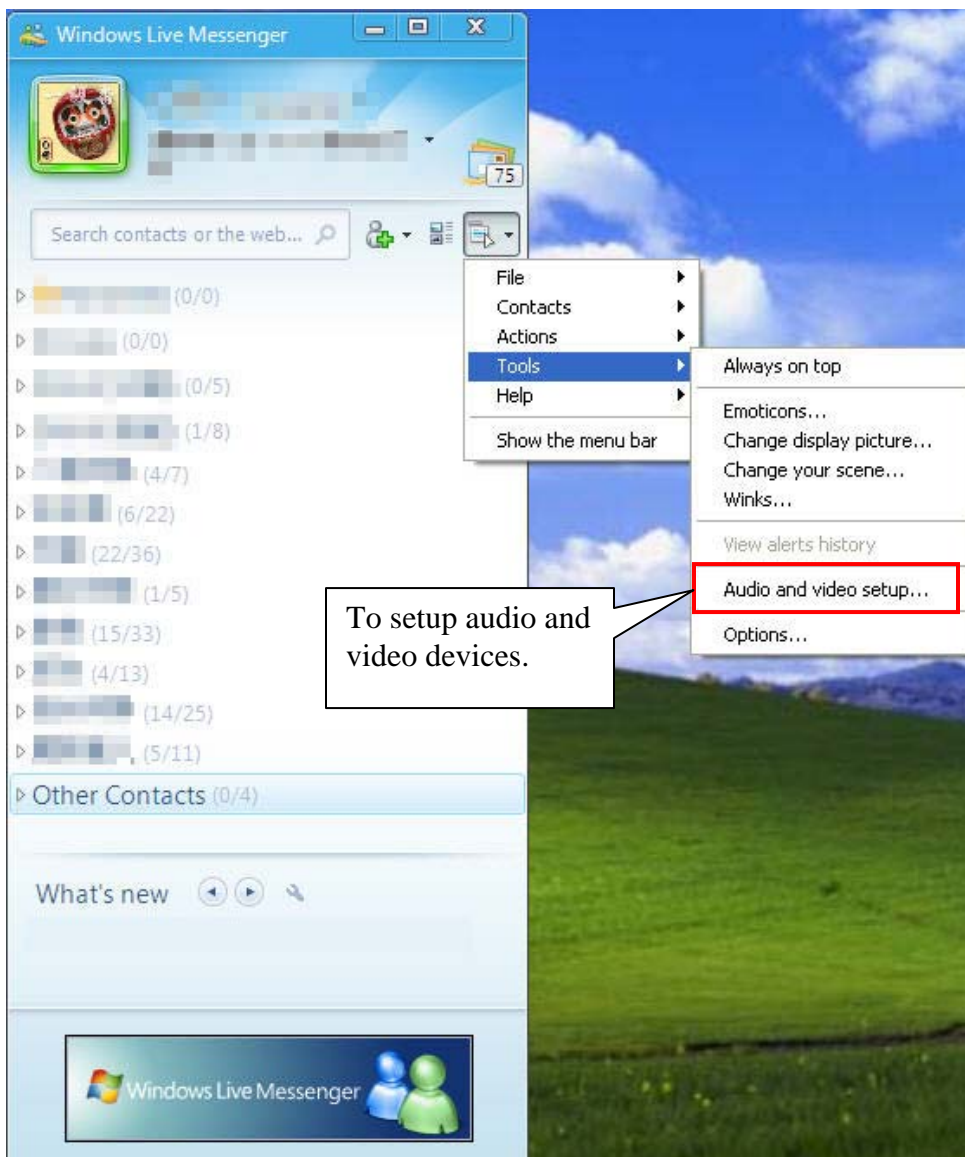 Windows Live Messenger
75
Search contacts or the web...
File
(0/0)
Contacts
(0/0)
Actions
Tools
Always on top
(0/5)
Help
Emoticons...
(1/8)
Show the menu bar
Change display picture...
(4/7)
Change your scene...
Winks...
(6/22)
View alerts history
(22/36)
Audio and video setup...
(1/5)
To setup audio and
video devices.
(15/33)
Options...
(4/13)
(14/25)
(5/11)
Other Contacts (0/4)
What's new
Windows Live Messenger